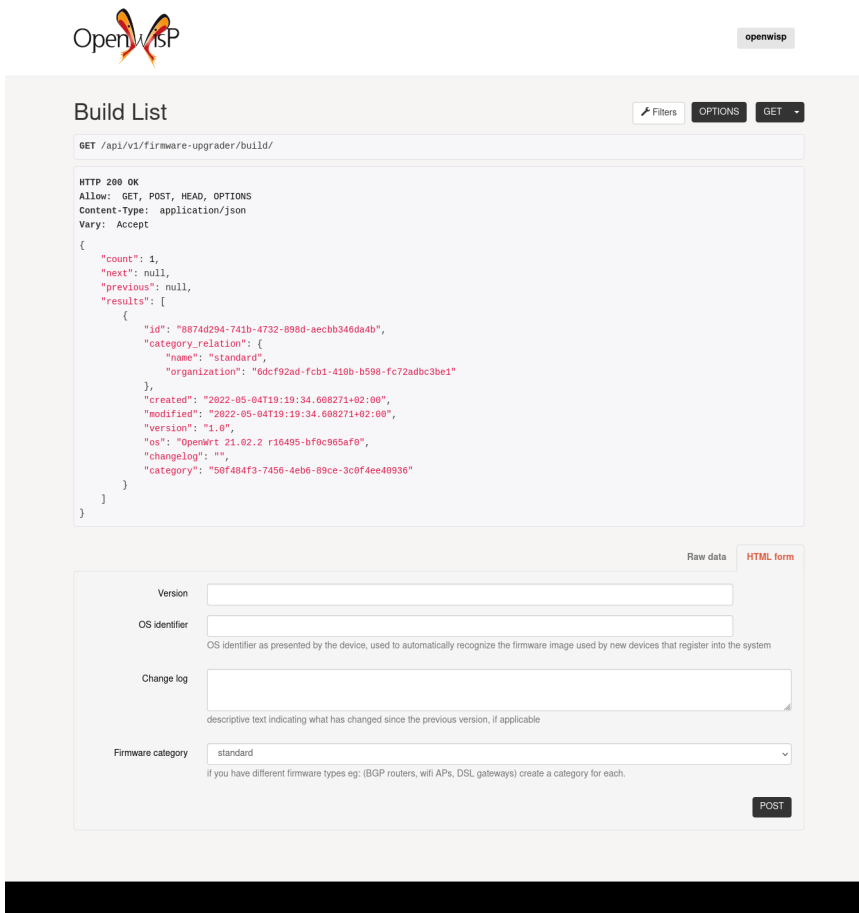 OpenWISP
openwisp
Build List
Filters
OPTIONS
GET
GET /api/v1/firmware-upgrader/build/
HTTP 200 OK
Allow: GET, POST, HEAD, OPTIONS
Content-Type: application/json
Vary: Accept
{
    "count": 1,
    "next": null,
    "previous": null,
    "results": [
        {
            "id": "8874d294-741b-4732-898d-aecbb346da4b",
            "category_relation": {
                "name": "standard",
                "organization": "6dcf92ad-fcb1-410b-b598-fc72adbc3be1"
            },
            "created": "2022-05-04T19:19:34.608271+02:00",
            "modified": "2022-05-04T19:19:34.608271+02:00",
            "version": "1.0",
            "os": "OpenWrt 21.02.2 r16495-bf0c965af0",
            "changelog": "",
            "category": "50f484f3-7456-4eb6-89ce-3c0f4ee40936"
        }
    ]
}
Raw data
HTML form
Version
OS identifier
OS identifier as presented by the device, used to automatically recognize the firmware image used by new devices that register into the system
Change log
descriptive text indicating what has changed since the previous version, if applicable
Firmware category
standard
if you have different firmware types eg: (BGP routers, wifi APs, DSL gateways) create a category for each.
POST